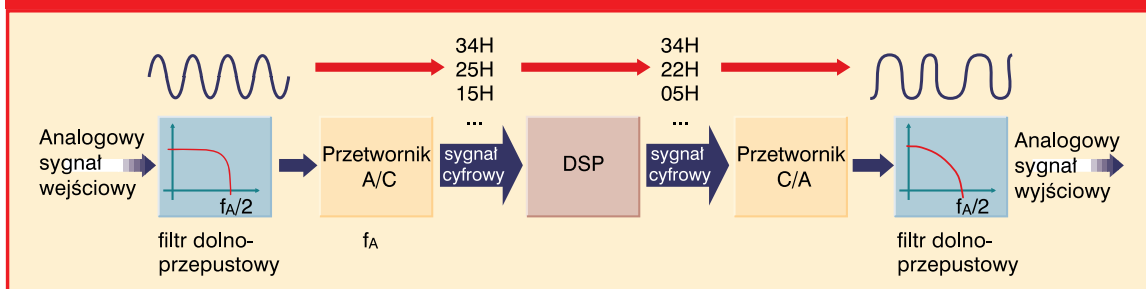 34H
25H
15H
...
34H
22H
05H
...
Analogowy
sygnał
wejściowy
fA/2
filtr dolno-
przepustowy
Przetwornik
A/C
fA
sygnał
cyfrowy
DSP
sygnał
cyfrowy
Przetwornik
C/A
fA/2
filtr dolno-
przepustowy
Analogowy
sygnał
wyjściowy